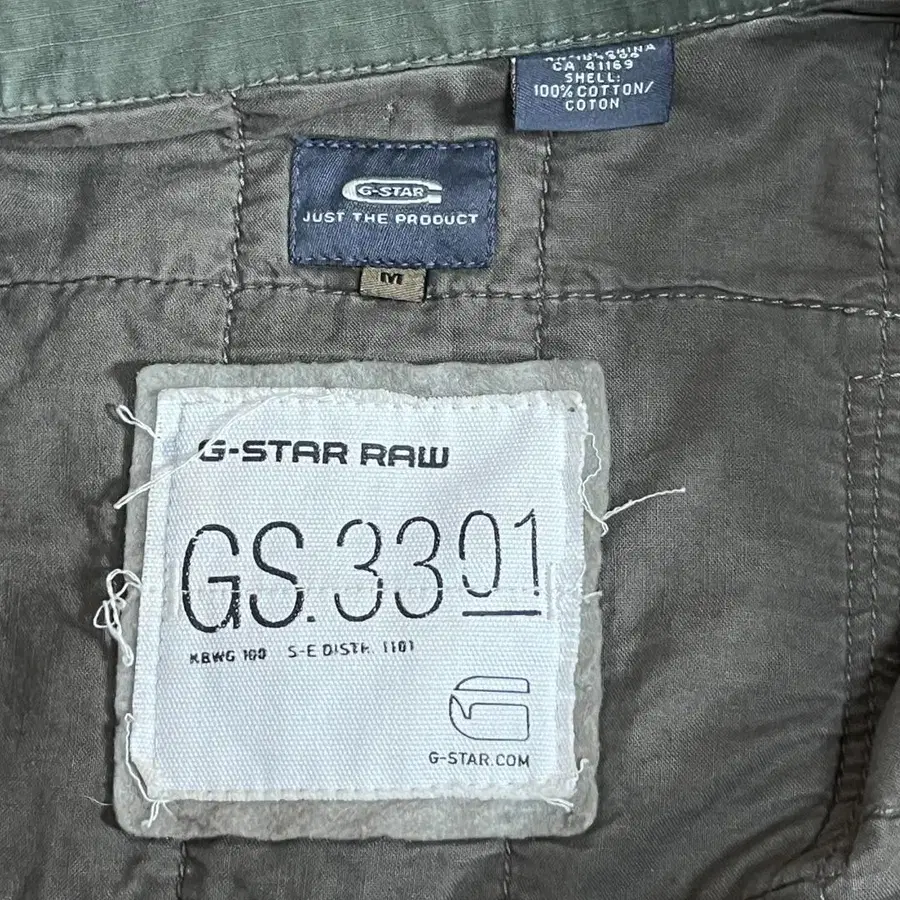 CA 41169
SHELL:
100% COTTON/
COTON
G-STAR
JUST THE PRODUCT
M
G-STAR RAW
GS.3301
KBWG 100 S-E DISTR. 1101
G-STAR.COM